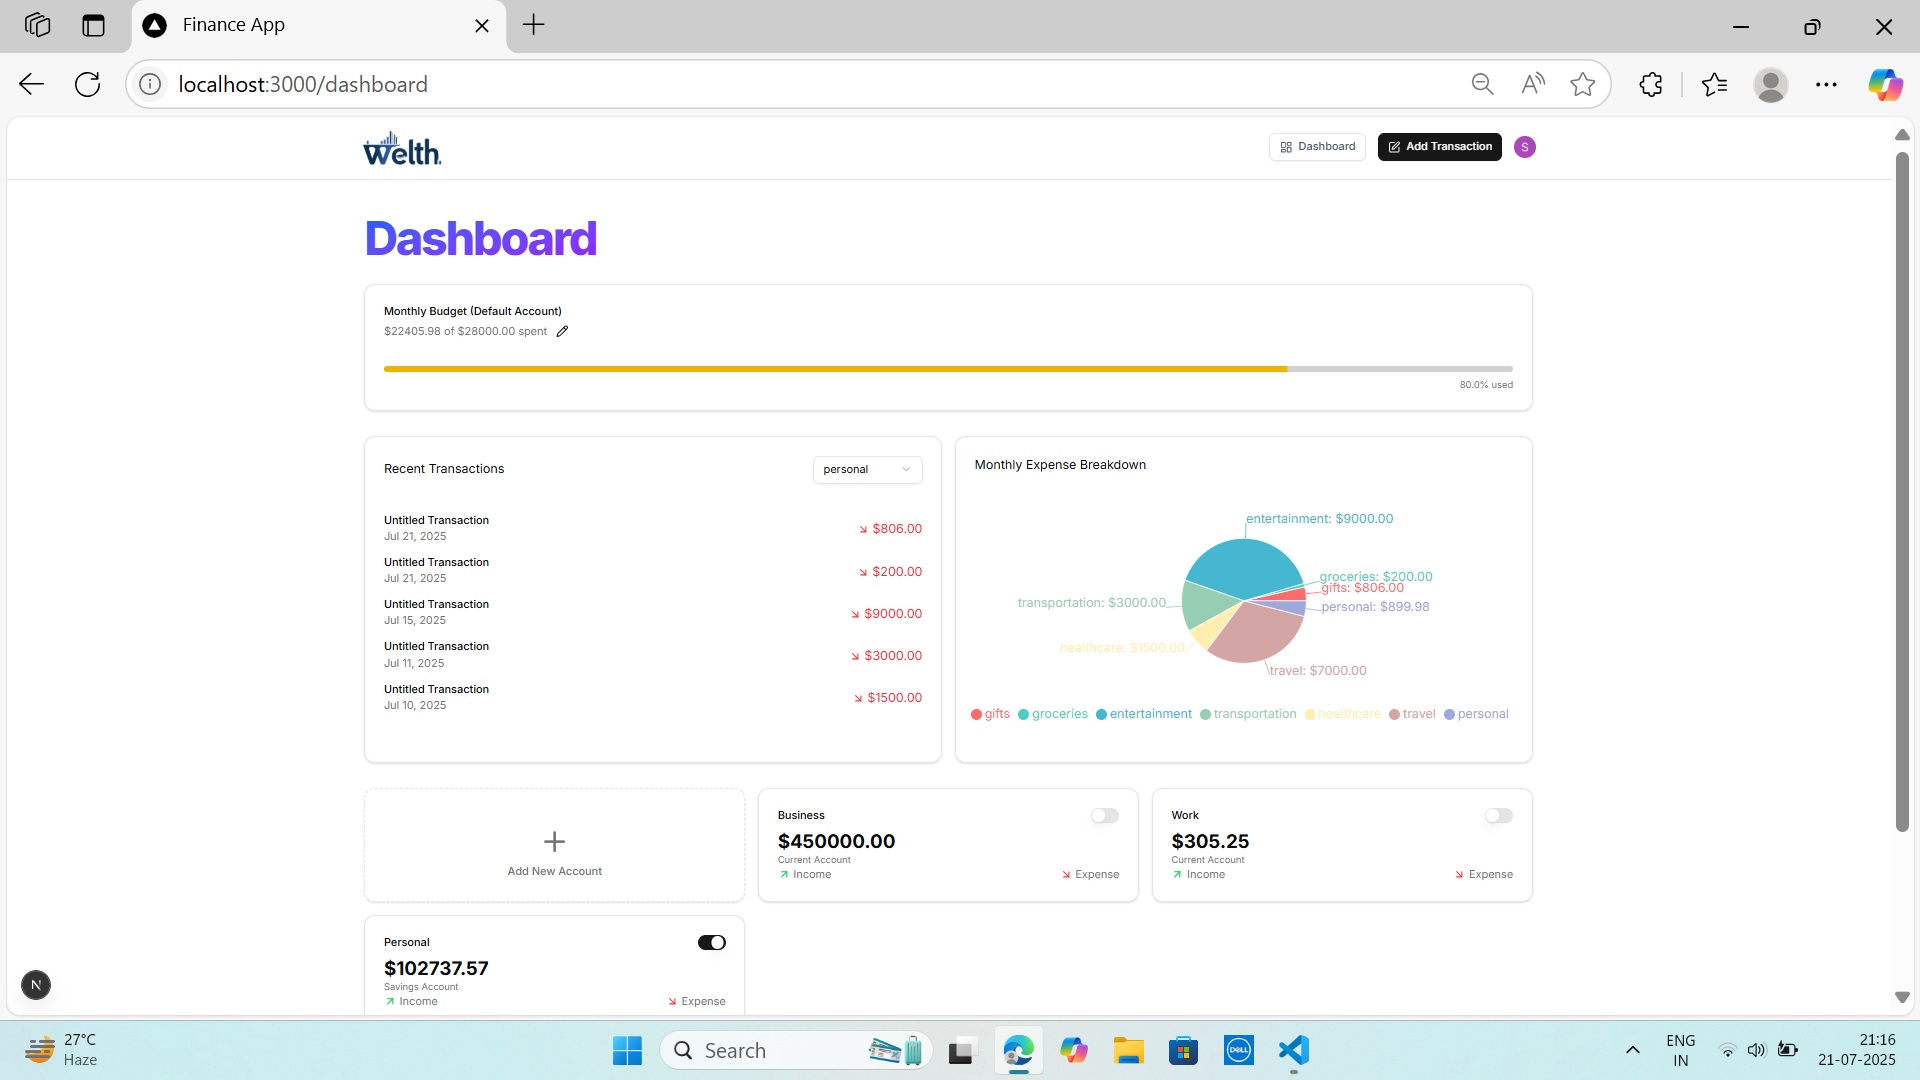 Finance App
localhost:3000/dashboard
Welth
Dashboard
Add Transaction
S
Dashboard
Monthly Budget (Default Account)
$22405.98 of $28000.00 spent
80.0% used
Recent Transactions
personal
Untitled Transaction
Jul 21, 2025
$806.00
Untitled Transaction
Jul 21, 2025
$200.00
Untitled Transaction
Jul 15, 2025
$9000.00
Untitled Transaction
Jul 11, 2025
$3000.00
Untitled Transaction
Jul 10, 2025
$1500.00
Monthly Expense Breakdown
entertainment: $9000.00
groceries: $200.00
gifts: $806.00
transportation: $3000.00
personal: $899.98
healthcare: $1500.00
travel: $7000.00
gifts groceries entertainment transportation healthcare travel personal
Add New Account
Business
$450000.00
Current Account
Income Expense
Work
$305.25
Current Account
Income Expense
Personal
$102737.57
Savings Account
Income Expense
N
27°C
Haze
Search
DELL
ENG
IN
21:16
21-07-2025